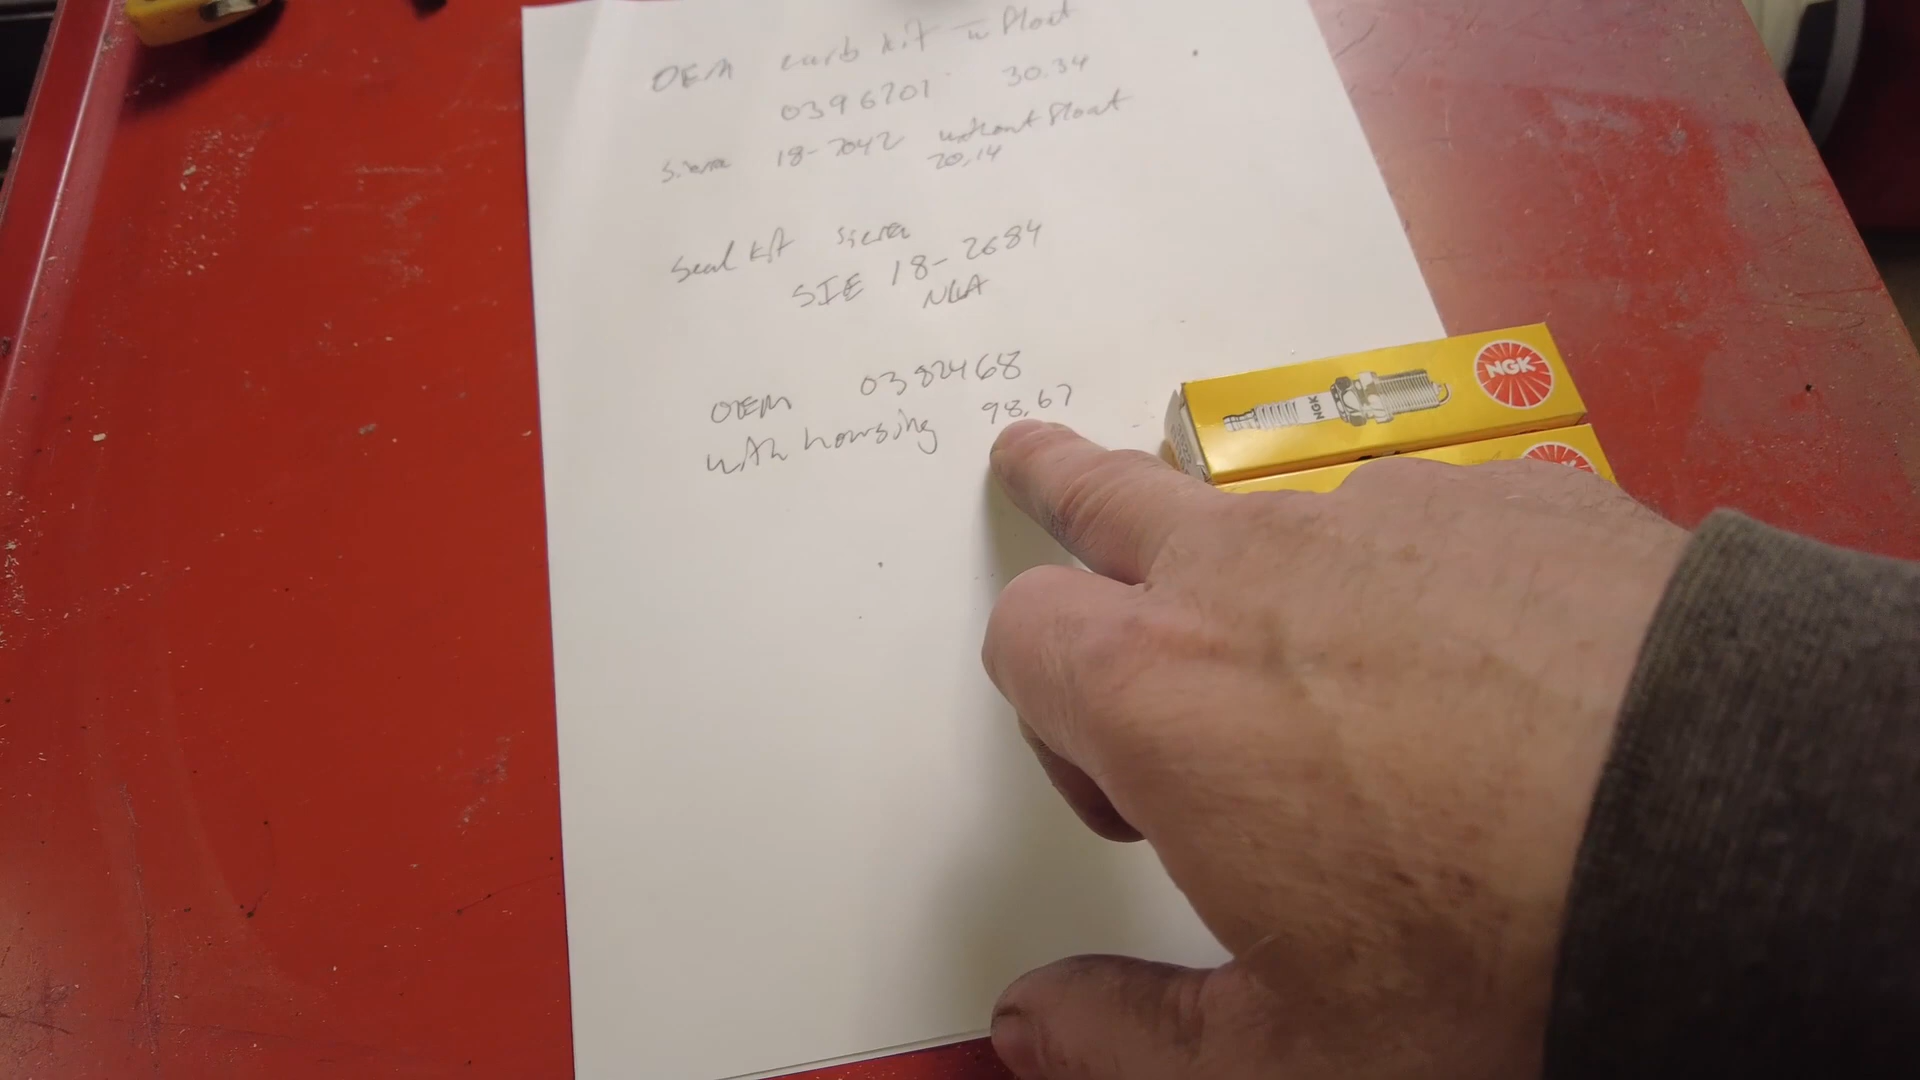 OEM carb kit w float
0396701 30.34
Sierra 18-7042 without float
20.14
Seal kit Sierra
SIE 18-2684
NLA
OEM 0382468
with housing 98.67
NGK
NGK